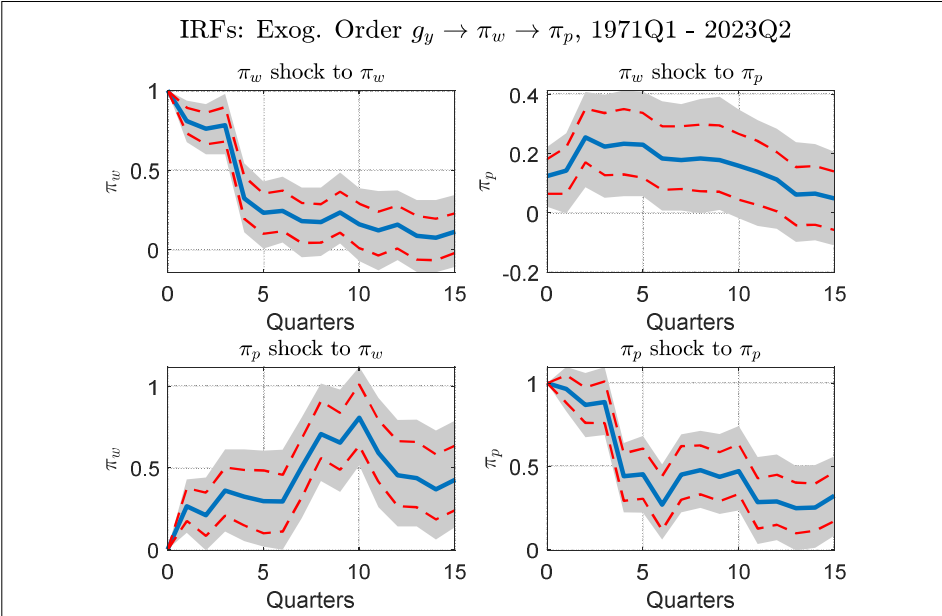 IRFs: Exog. Order g_y → π_w → π_p, 1971Q1 - 2023Q2
π_w shock to π_w
π_w shock to π_p
1
0.5
0
π_w
0 5 10 15
Quarters
0.4
0.2
0
-0.2
π_p
0 5 10 15
Quarters
π_p shock to π_w
π_p shock to π_p
1
0.5
0
π_w
0 5 10 15
Quarters
1
0.5
0
π_p
0 5 10 15
Quarters